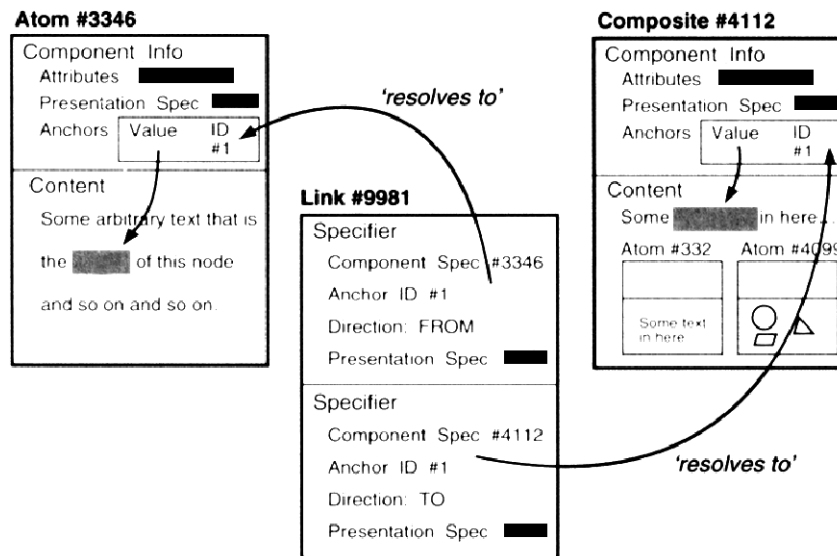 Atom #3346
Component Info
Attributes
Presentation Spec
Anchors Value ID
#1
Content
Some arbitrary text that is
the of this node
and so on and so on.
'resolves to'
Link #9981
Specifier
Component Spec #3346
Anchor ID #1
Direction: FROM
Presentation Spec
Specifier
Component Spec #4112
Anchor ID #1
Direction: TO
Presentation Spec
'resolves to'
Composite #4112
Component Info
Attributes
Presentation Spec
Anchors Value ID
#1
Content
Some in here...
Atom #332 Atom #4099
Some text
in here